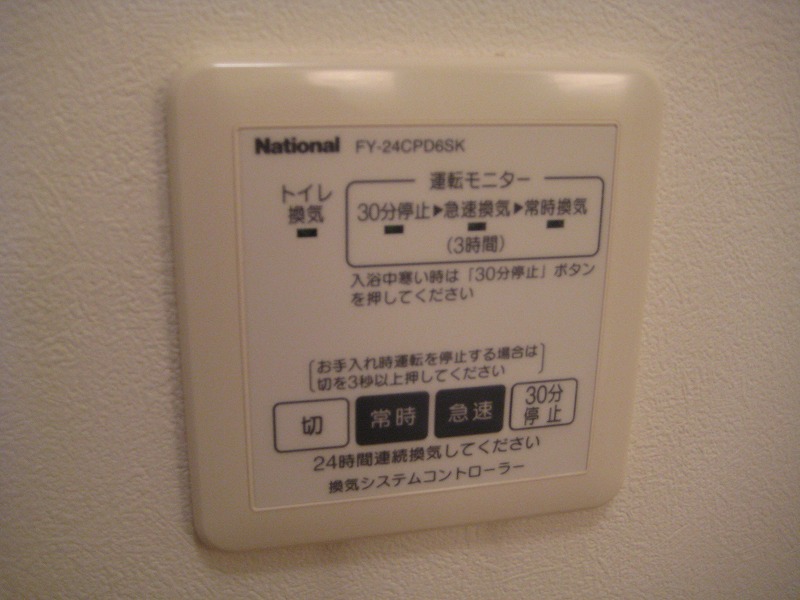 National FY-24CPD6SK
トイレ
換気
運転モニター
30分停止▶急速換気▶常時換気
(3時間)
入浴中寒い時は「30分停止」ボタン
を押してください
お手入れ時運転を停止する場合は
切を3秒以上押してください
切 常時 急速 30分
停止
24時間連続換気してください
換気システムコントローラー